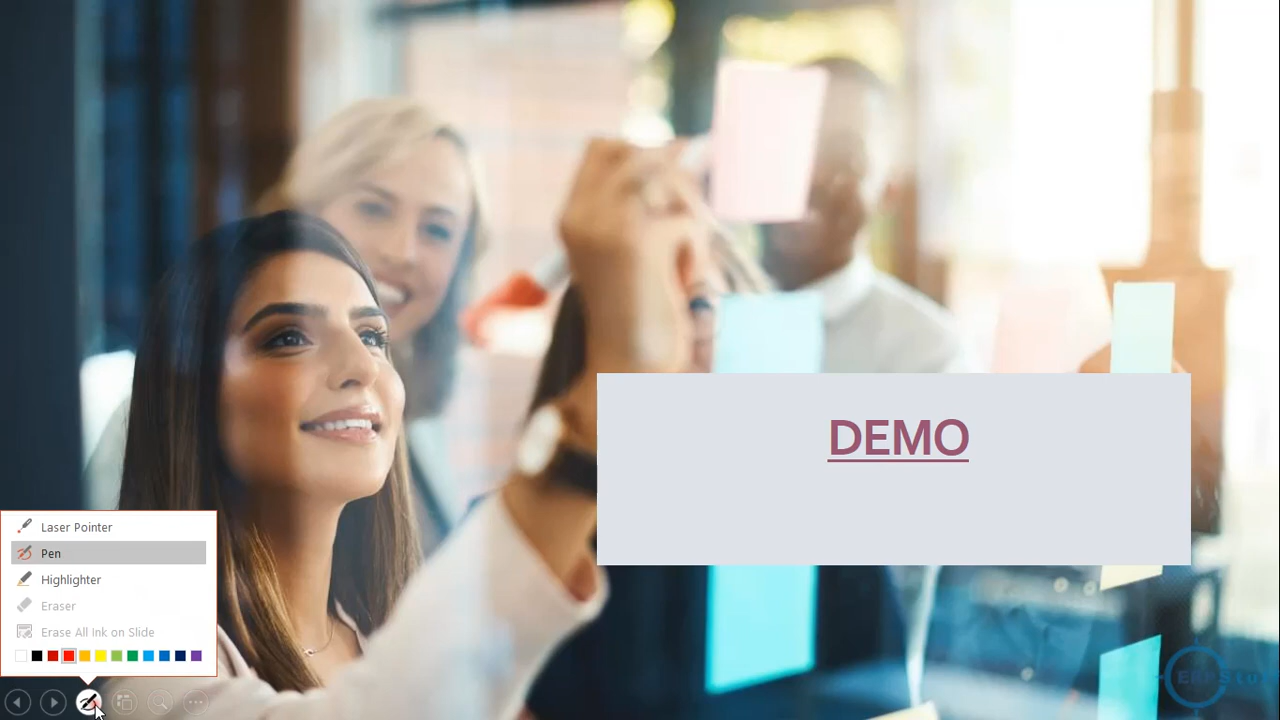 DEMO
Laser Pointer
Pen
Highlighter
Eraser
Erase All Ink on Slide